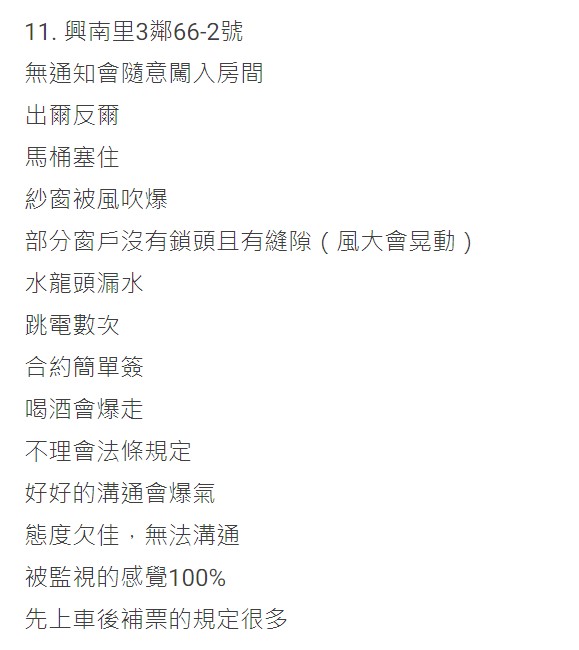 11. 興南里3鄰66-2號
無通知會隨意闖入房間
出爾反爾
馬桶塞住
紗窗被風吹爆
部分窗戶沒有鎖頭且有縫隙（風大會晃動）
水龍頭漏水
跳電數次
合約簡單簽
喝酒會爆走
不理會法條規定
好好的溝通會爆氣
態度欠佳，無法溝通
被監視的感覺100%
先上車後補票的規定很多